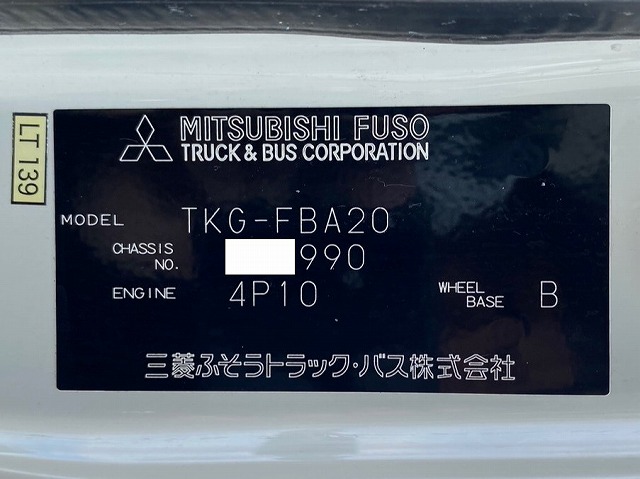 LT 139
MITSUBISHI FUSO
TRUCK & BUS CORPORATION
MODEL TKG-FBA20
CHASSIS NO. 990
ENGINE 4P10 WHEEL BASE B
三菱ふそうトラック・バス株式会社